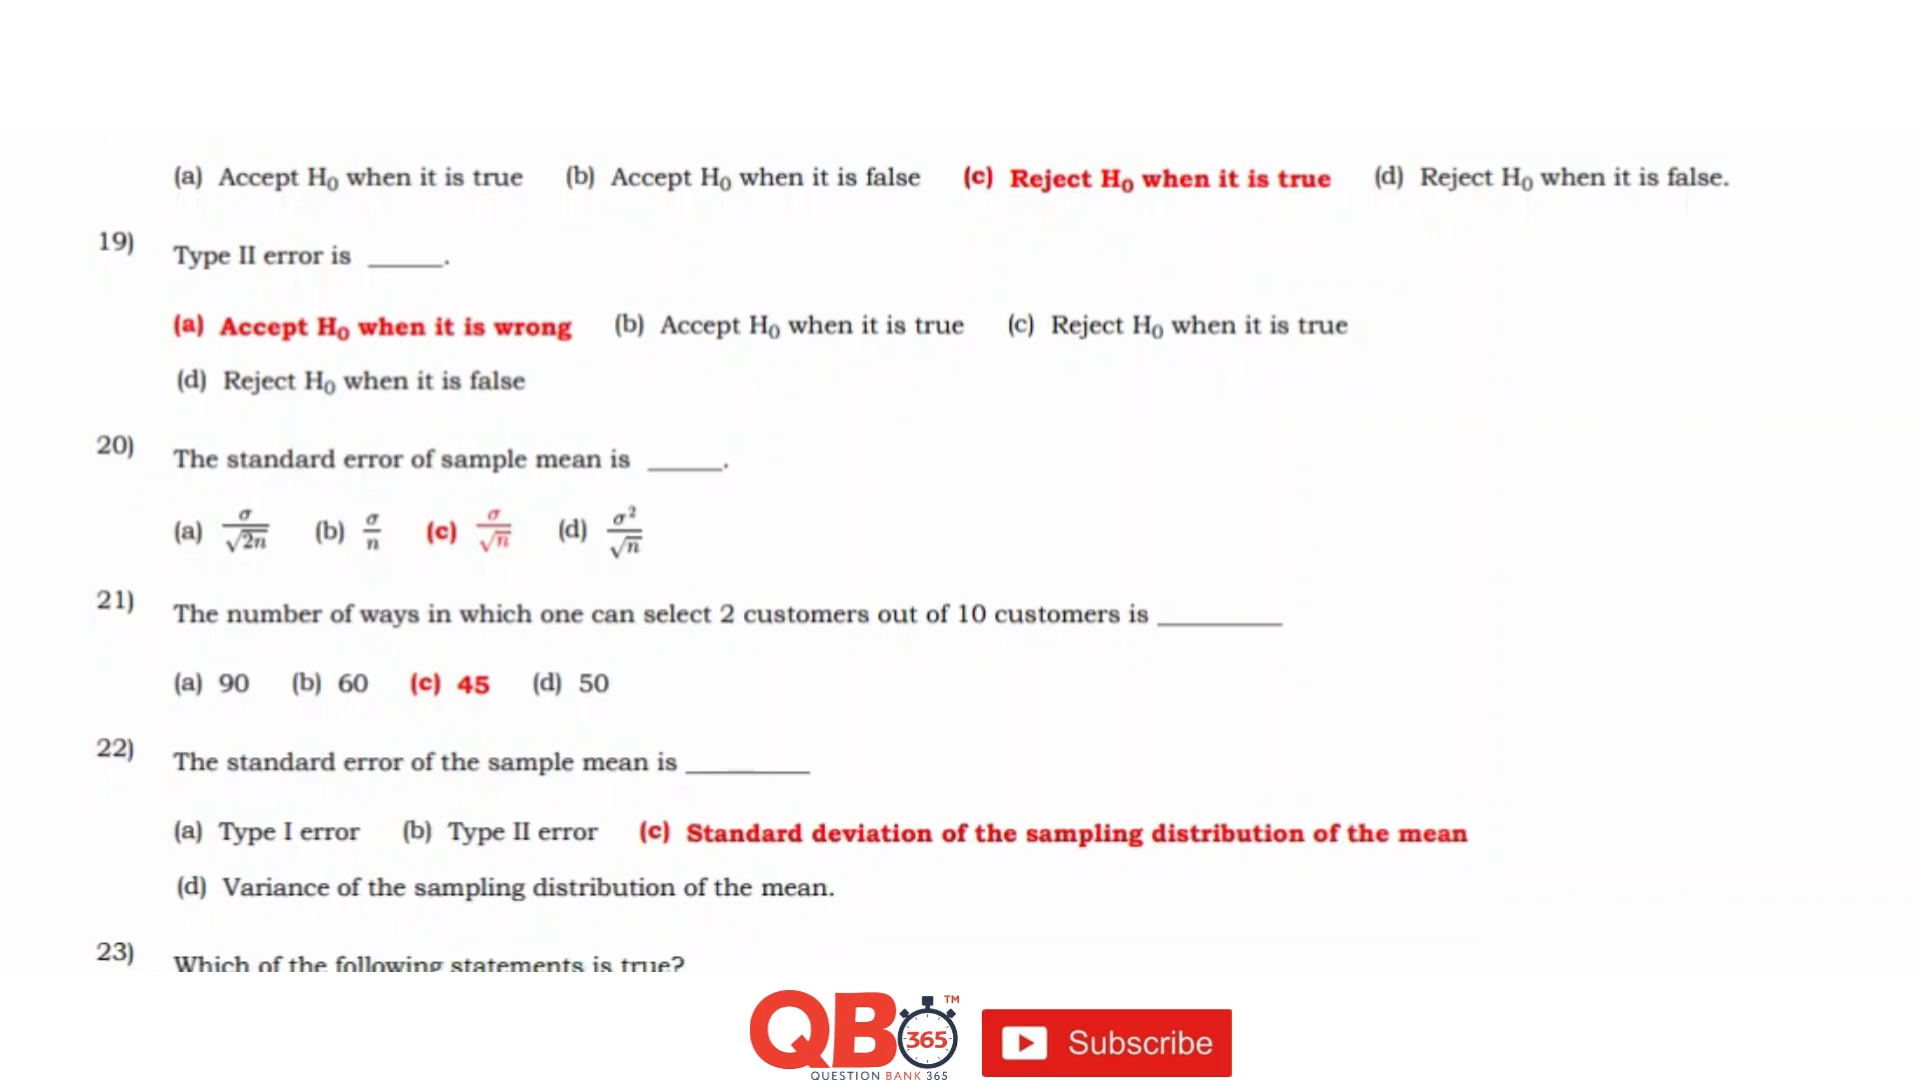 (a) Accept H₀ when it is true (b) Accept H₀ when it is false (c) Reject H₀ when it is true (d) Reject H₀ when it is false.
19) Type II error is _____.
(a) Accept H₀ when it is wrong (b) Accept H₀ when it is true (c) Reject H₀ when it is true
(d) Reject H₀ when it is false
20) The standard error of sample mean is _____.
(a) σ/√2n (b) σ/n (c) σ/√n (d) σ²/√n
21) The number of ways in which one can select 2 customers out of 10 customers is ________
(a) 90 (b) 60 (c) 45 (d) 50
22) The standard error of the sample mean is ________
(a) Type I error (b) Type II error (c) Standard deviation of the sampling distribution of the mean
(d) Variance of the sampling distribution of the mean.
23) Which of the following statements is true?
QB 365 TM
QUESTION BANK 365
Subscribe